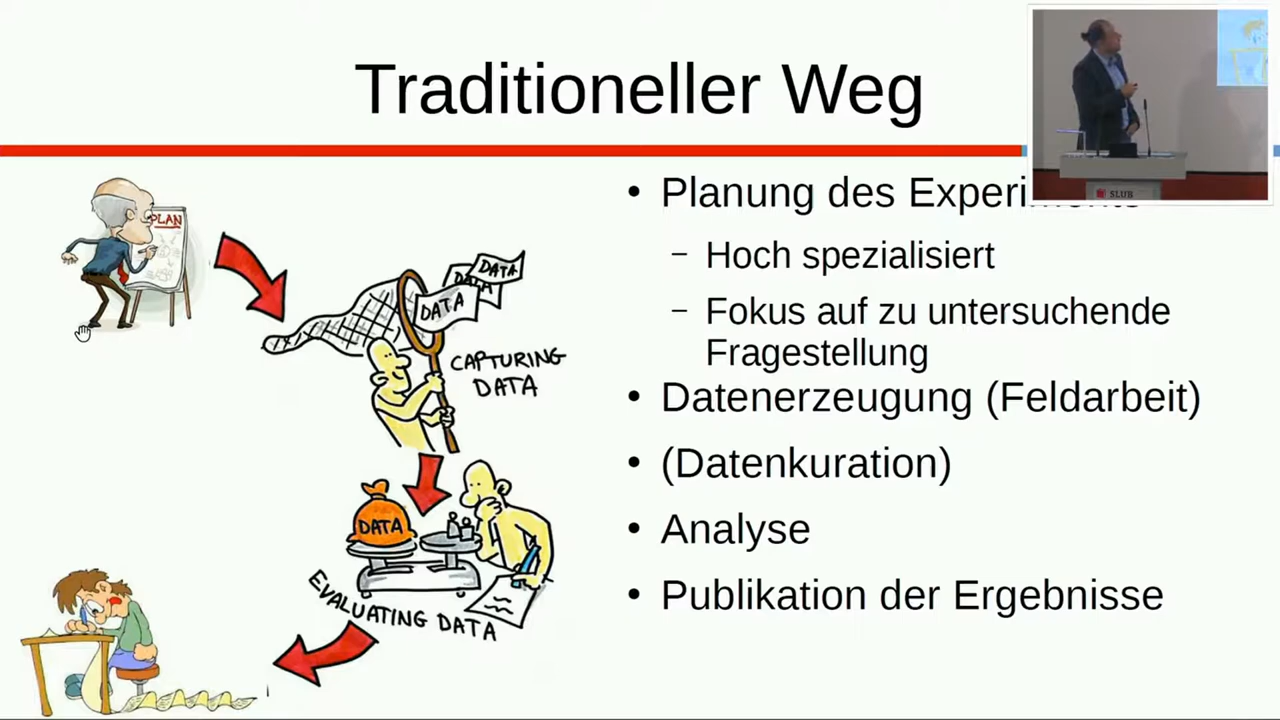 Traditioneller Weg
PLAN
DATA
DATA
DATA
CAPTURING
DATA
DATA
EVALUATING DATA
• Planung des Experiments
– Hoch spezialisiert
– Fokus auf zu untersuchende
Fragestellung
• Datenerzeugung (Feldarbeit)
• (Datenkuration)
• Analyse
• Publikation der Ergebnisse
SLUB